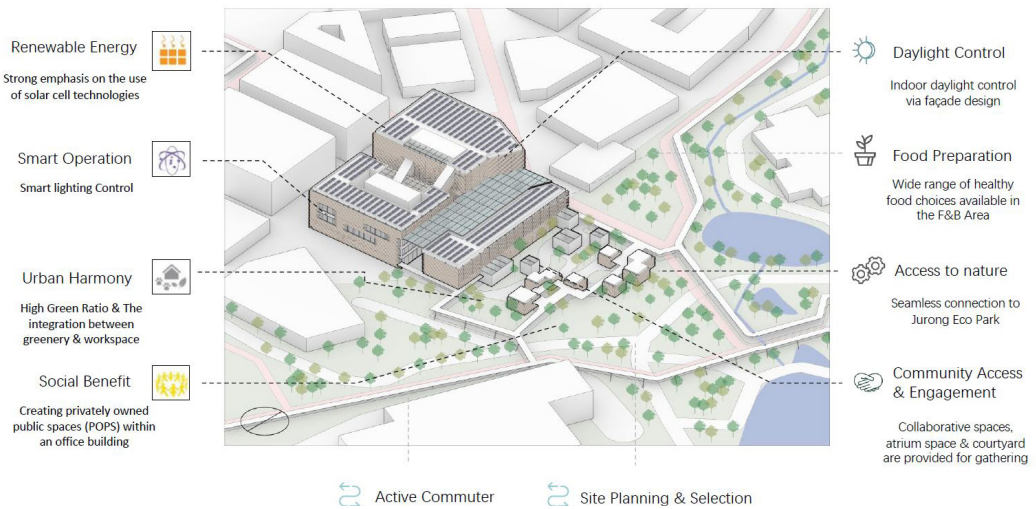 Renewable Energy
Strong emphasis on the use
of solar cell technologies
Smart Operation
Smart lighting Control
Urban Harmony
High Green Ratio & The
integration between
greenery & workspace
Social Benefit
Creating privately owned
public spaces (POPS) within
an office building
Daylight Control
Indoor daylight control
via façade design
Food Preparation
Wide range of healthy
food choices available in
the F&B Area
Access to nature
Seamless connection to
Jurong Eco Park
Community Access
& Engagement
Collaborative spaces,
atrium space & courtyard
are provided for gathering
Active Commuter
Site Planning & Selection